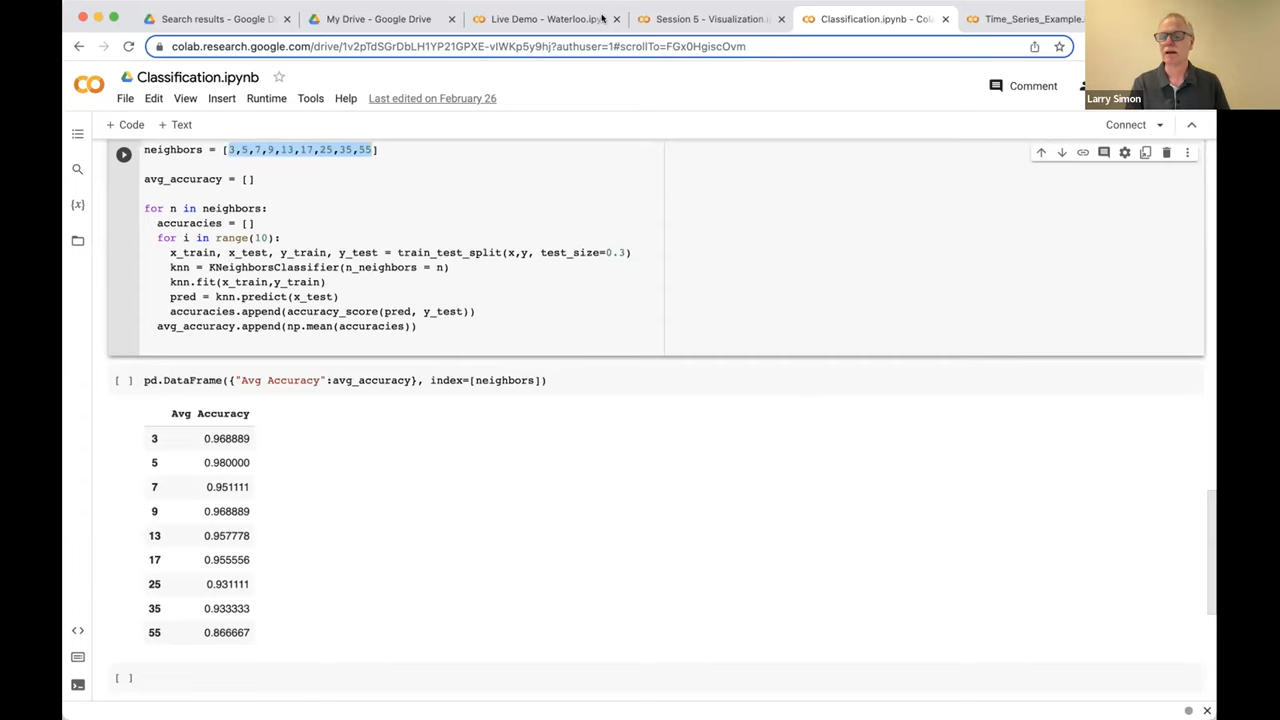 Search results - Google D
My Drive - Google Drive
Live Demo - Waterloo.ipy
Session 5 - Visualization.
Classification.ipynb - Cola
Time_Series_Example.
colab.research.google.com/drive/1v2pTdSGrDbLH1YP21GPXE-vIWKp5y9hj?authuser=1#scrollTo=FGx0HgiscOvm
Larry Simon
CO
Classification.ipynb
Comment
File Edit View Insert Runtime Tools Help Last edited on February 26
+ Code + Text
Connect
neighbors = [3,5,7,9,13,17,25,35,55]
avg_accuracy = []
for n in neighbors:
  accuracies = []
  for i in range(10):
    x_train, x_test, y_train, y_test = train_test_split(x,y, test_size=0.3)
    knn = KNeighborsClassifier(n_neighbors = n)
    knn.fit(x_train,y_train)
    pred = knn.predict(x_test)
    accuracies.append(accuracy_score(pred, y_test))
  avg_accuracy.append(np.mean(accuracies))
[ ] pd.DataFrame({"Avg Accuracy":avg_accuracy}, index=[neighbors])
Avg Accuracy
3 0.968889
5 0.980000
7 0.951111
9 0.968889
13 0.957778
17 0.955556
25 0.931111
35 0.933333
55 0.866667
[ ]